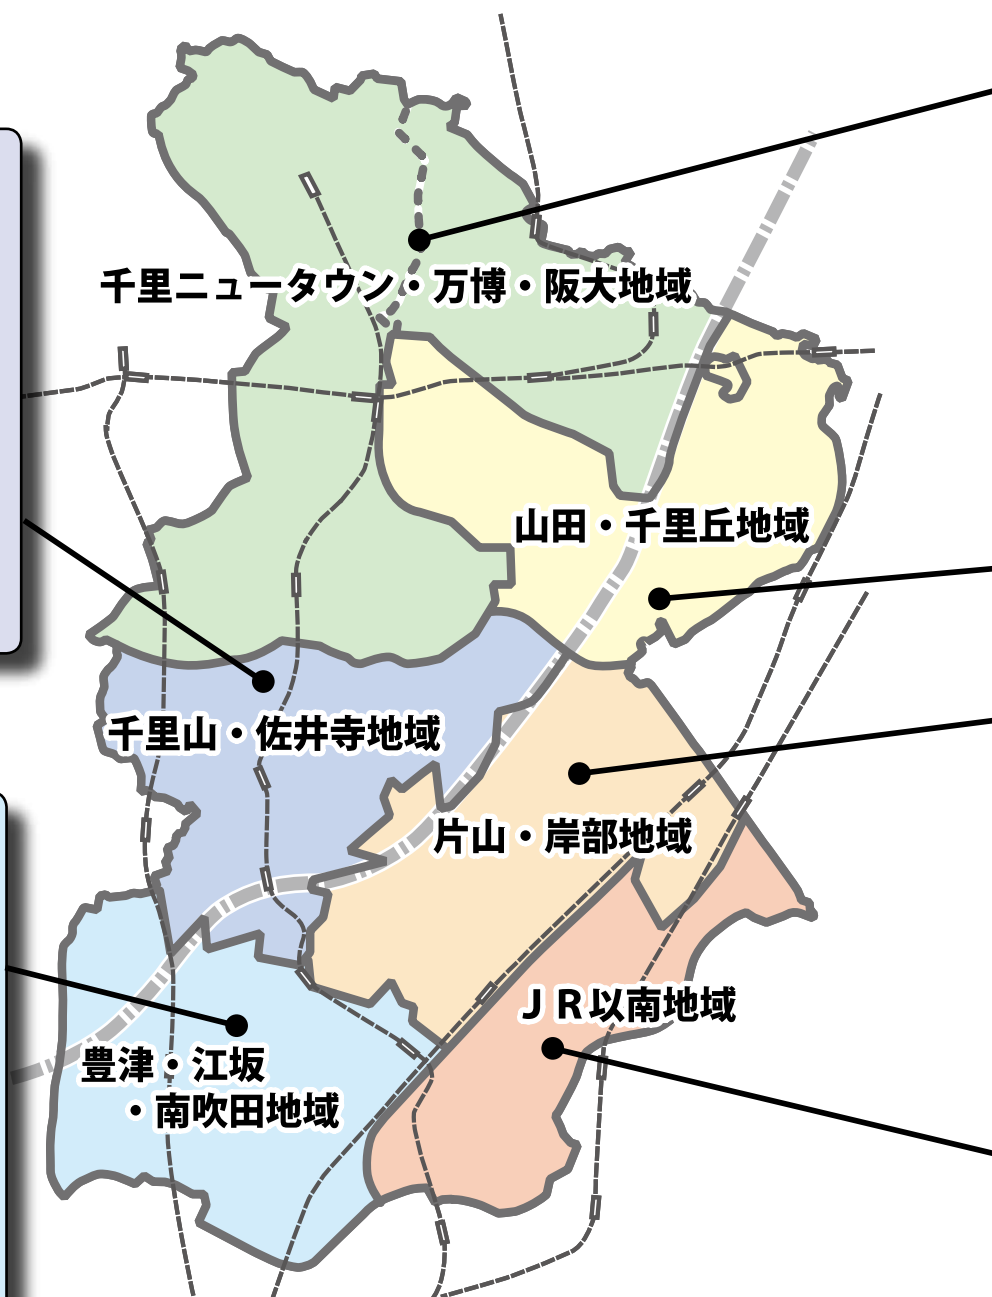 千里ニュータウン・万博・阪大地域
山田・千里丘地域
千里山・佐井寺地域
片山・岸部地域
ＪＲ以南地域
豊津・江坂
・南吹田地域